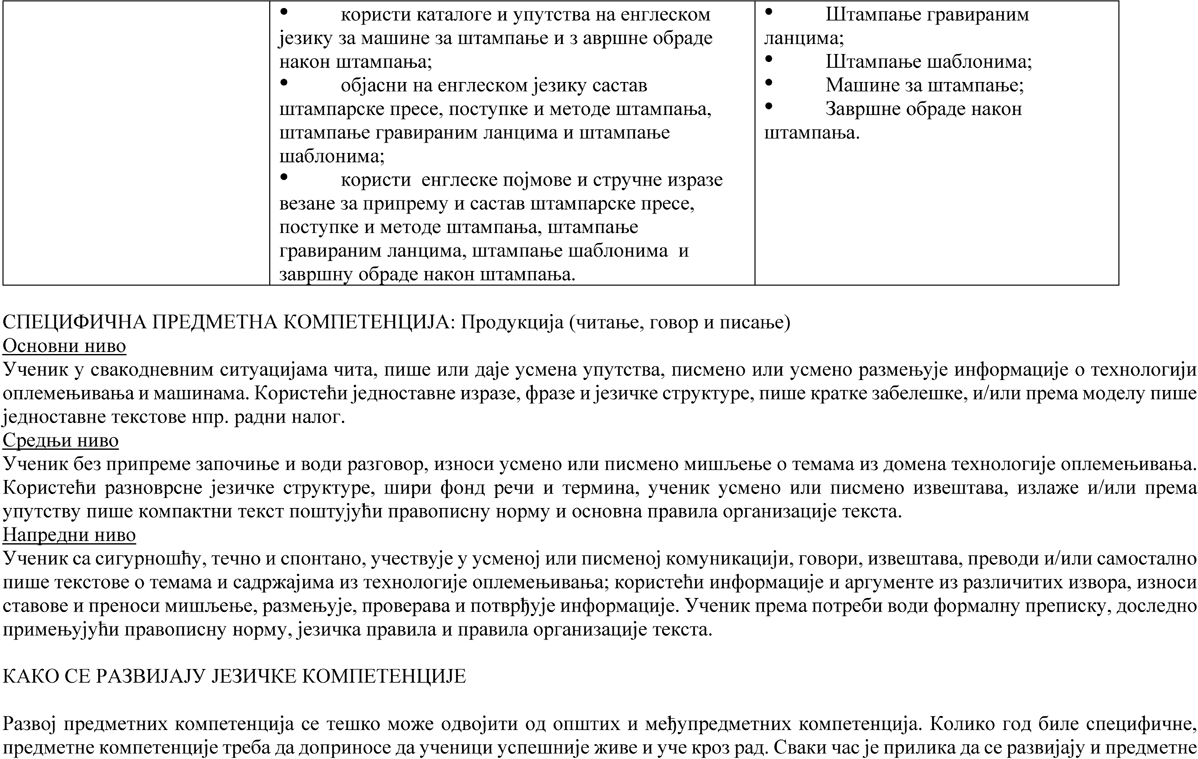 • користи каталоге и упутства на енглеском
језику за машине за штампање и з авршне обраде
након штампања;
• објасни на енглеском језику састав
штампарске пресе, поступке и методе штампања,
штампање гравираним ланцима и штампање
шаблонима;
• користи  енглеске појмове и стручне изразе
везане за припрему и састав штампарске пресе,
поступке и методе штампања, штампање
гравираним ланцима, штампање шаблонима  и
завршну обраде након штампања.
• Штампање гравираним
ланцима;
• Штампање шаблонима;
• Машине за штампање;
• Завршне обраде након
штампања.
СПЕЦИФИЧНА ПРЕДМЕТНА КОМПЕТЕНЦИЈА: Продукција (читање, говор и писање)
Основни ниво
Ученик у свакодневним ситуацијама чита, пише или даје усмена упутства, писмено или усмено размењује информације о технологији
оплемењивања и машинама. Користећи једноставне изразе, фразе и језичке структуре, пише кратке забелешке, и/или према моделу пише
једноставне текстове нпр. радни налог.
Средњи ниво
Ученик без припреме започиње и води разговор, износи усмено или писмено мишљење о темама из домена технологије оплемењивања.
Користећи разноврсне језичке структуре, шири фонд речи и термина, ученик усмено или писмено извештава, излаже и/или према
упутству пише компактни текст поштујући правописну норму и основна правила организације текста.
Напредни ниво
Ученик са сигурношћу, течно и спонтано, учествује у усменој или писменој комуникацији, говори, извештава, преводи и/или самостално
пише текстове о темама и садржајима из технологије оплемењивања; користећи информације и аргументе из различитих извора, износи
ставове и преноси мишљење, размењује, проверава и потврђује информације. Ученик према потреби води формалну преписку, доследно
примењујући правописну норму, језичка правила и правила организације текста.
КАКО СЕ РАЗВИЈАЈУ ЈЕЗИЧКЕ КОМПЕТЕНЦИЈЕ
Развој предметних компетенција се тешко може одвојити од општих и међупредметних компетенција. Колико год биле специфичне,
предметне компетенције треба да доприносе да ученици успешније живе и уче кроз рад. Сваки час је прилика да се развијају и предметне